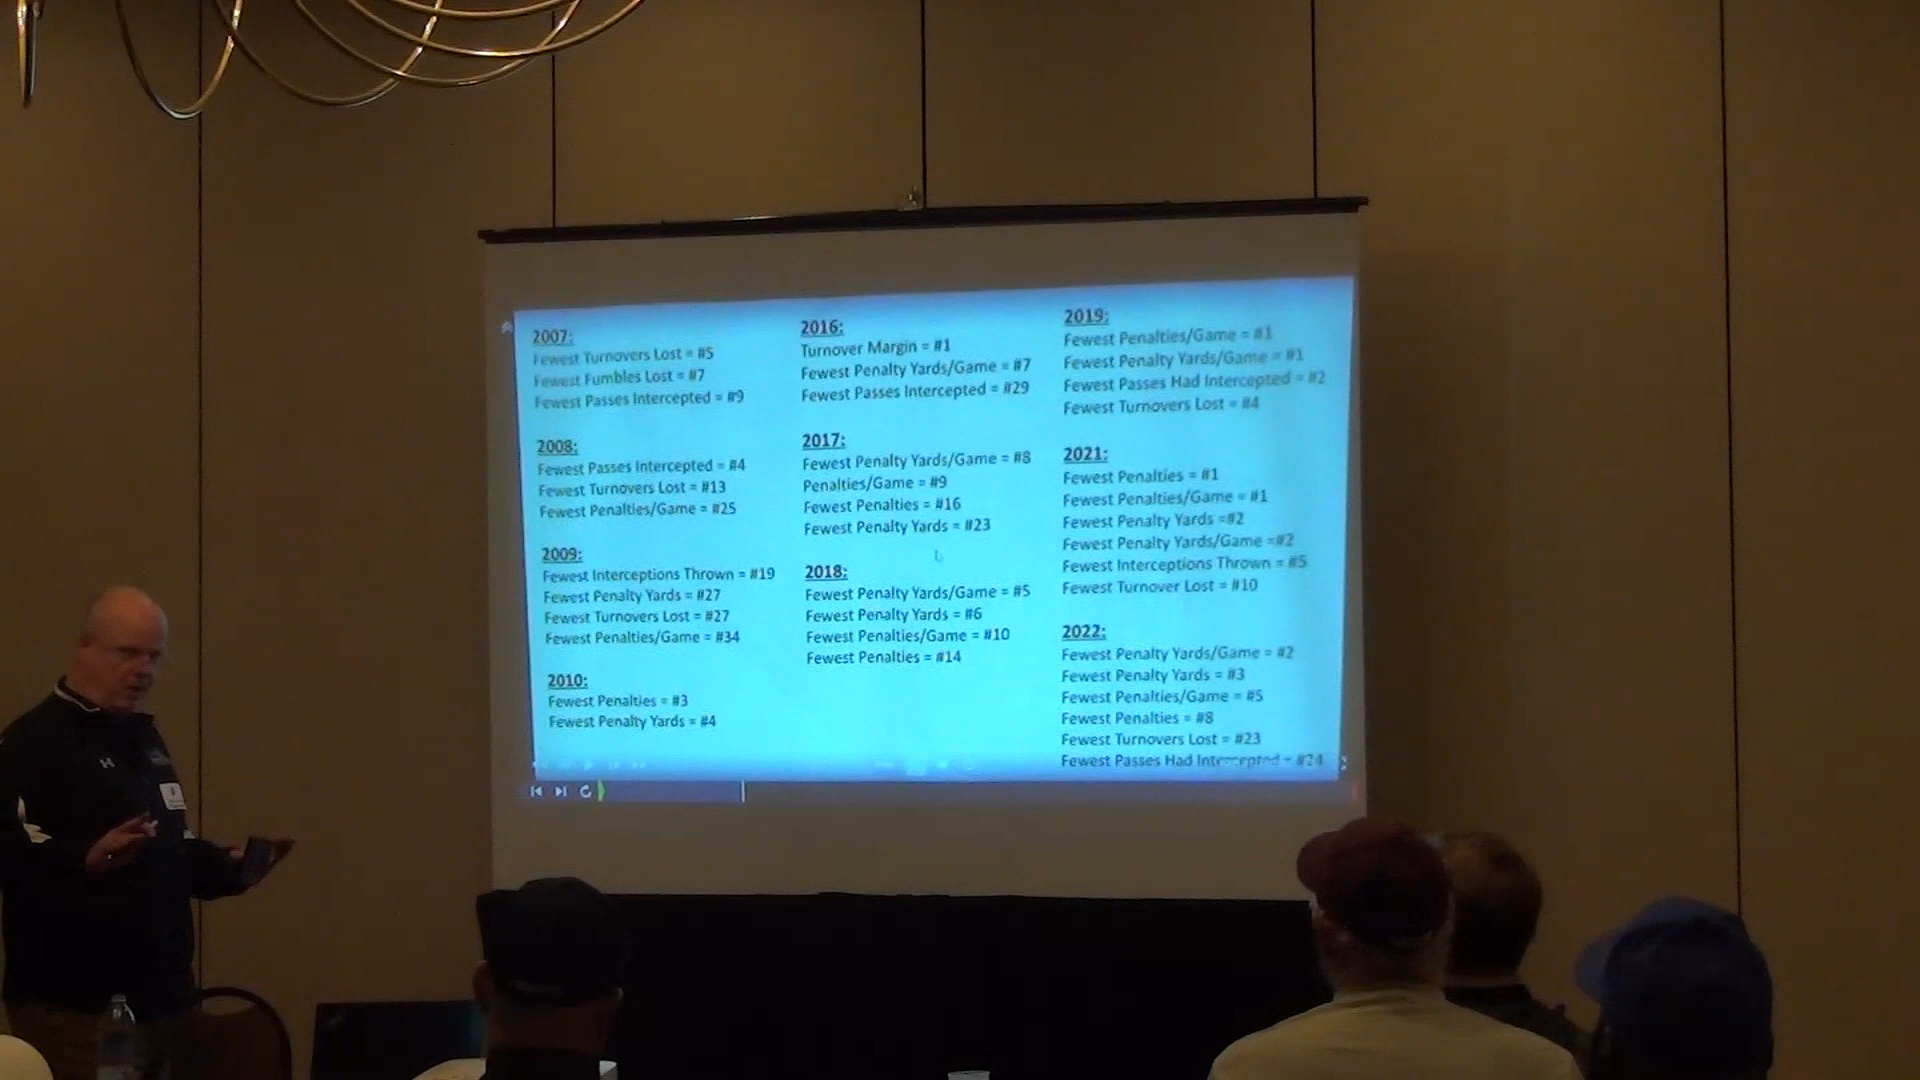 2007:
Fewest Turnovers Lost = #5
Fewest Fumbles Lost = #7
Fewest Passes Intercepted = #9
2008:
Fewest Passes Intercepted = #4
Fewest Turnovers Lost = #13
Fewest Penalties/Game = #25
2009:
Fewest Interceptions Thrown = #19
Fewest Penalty Yards = #27
Fewest Turnovers Lost = #27
Fewest Penalties/Game = #34
2010:
Fewest Penalties = #3
Fewest Penalty Yards = #4
2016:
Turnover Margin = #1
Fewest Penalty Yards/Game = #7
Fewest Passes Intercepted = #29
2017:
Fewest Penalty Yards/Game = #8
Penalties/Game = #9
Fewest Penalties = #16
Fewest Penalty Yards = #23
2018:
Fewest Penalty Yards/Game = #5
Fewest Penalty Yards = #6
Fewest Penalties/Game = #10
Fewest Penalties = #14
2019:
Fewest Penalties/Game = #1
Fewest Penalty Yards/Game = #1
Fewest Passes Had Intercepted = #2
Fewest Turnovers Lost = #4
2021:
Fewest Penalties = #1
Fewest Penalties/Game = #1
Fewest Penalty Yards =#2
Fewest Penalty Yards/Game =#2
Fewest Interceptions Thrown = #5
Fewest Turnover Lost = #10
2022:
Fewest Penalty Yards/Game = #2
Fewest Penalty Yards = #3
Fewest Penalties/Game = #5
Fewest Penalties = #8
Fewest Turnovers Lost = #23
Fewest Passes Had Intercepted = #24